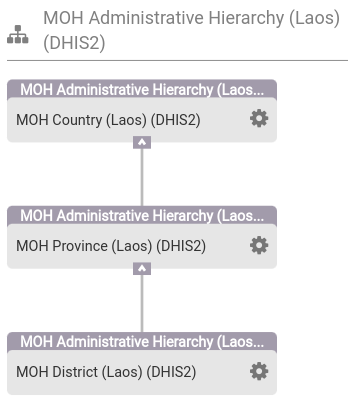 MOH Administrative Hierarchy (Laos)
(DHIS2)
MOH Administrative Hierarchy (Laos...
MOH Country (Laos) (DHIS2)
MOH Administrative Hierarchy (Laos...
MOH Province (Laos) (DHIS2)
MOH Administrative Hierarchy (Laos...
MOH District (Laos) (DHIS2)